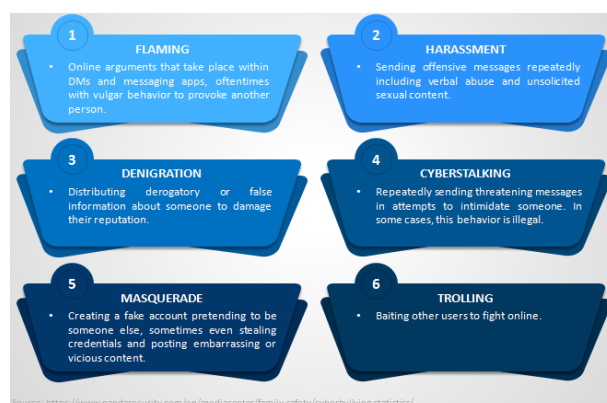 1
FLAMING
• Online arguments that take place within
DMs and messaging apps, oftentimes
with vulgar behavior to provoke another
person.
2
HARASSMENT
• Sending offensive messages repeatedly
including verbal abuse and unsolicited
sexual content.
3
DENIGRATION
• Distributing derogatory or false
information about someone to damage
their reputation.
4
CYBERSTALKING
• Repeatedly sending threatening messages
in attempts to intimidate someone. In
some cases, this behavior is illegal.
5
MASQUERADE
• Creating a fake account pretending to be
someone else, sometimes even stealing
credentials and posting embarrassing or
vicious content.
6
TROLLING
• Baiting other users to fight online.